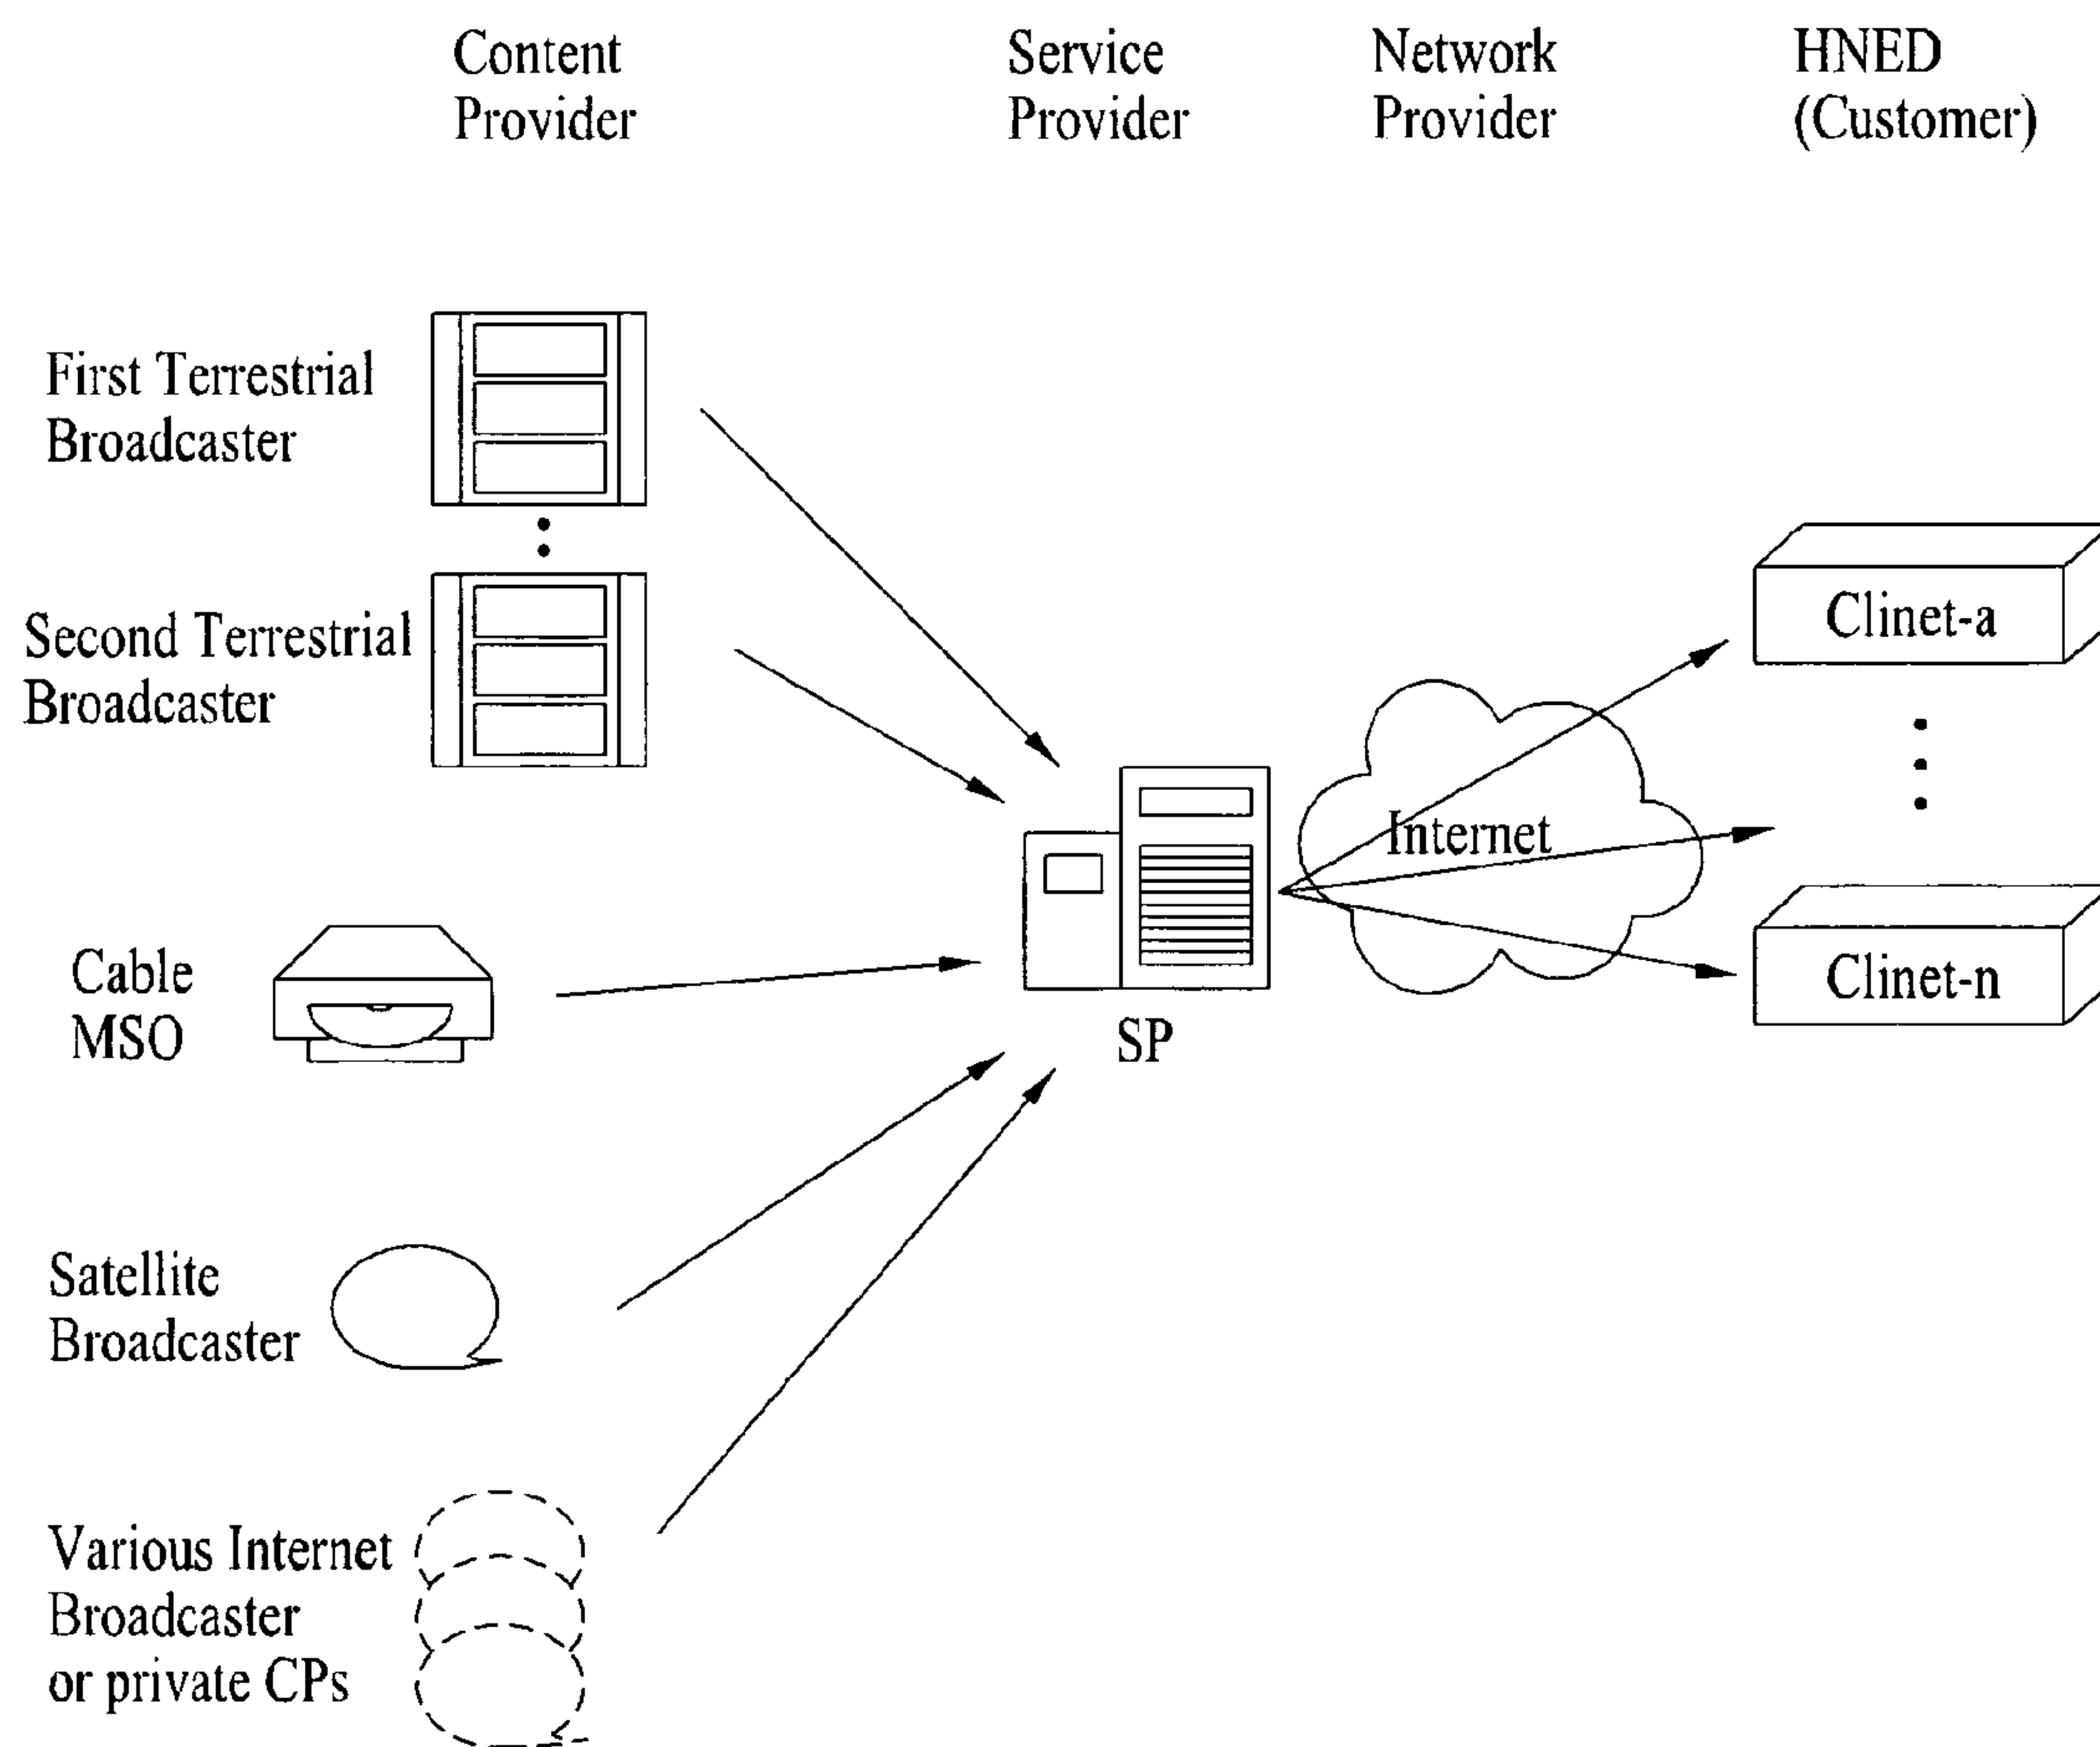 Content
Provider
Service
Provider
Network
Provider
HNED
(Customer)
First Terrestrial
Broadcaster
Second Terrestrial
Broadcaster
Cable
MSO
Satellite
Broadcaster
Various Internet
Broadcaster
or private CPs
SP
Internet
Clinet-a
Clinet-n